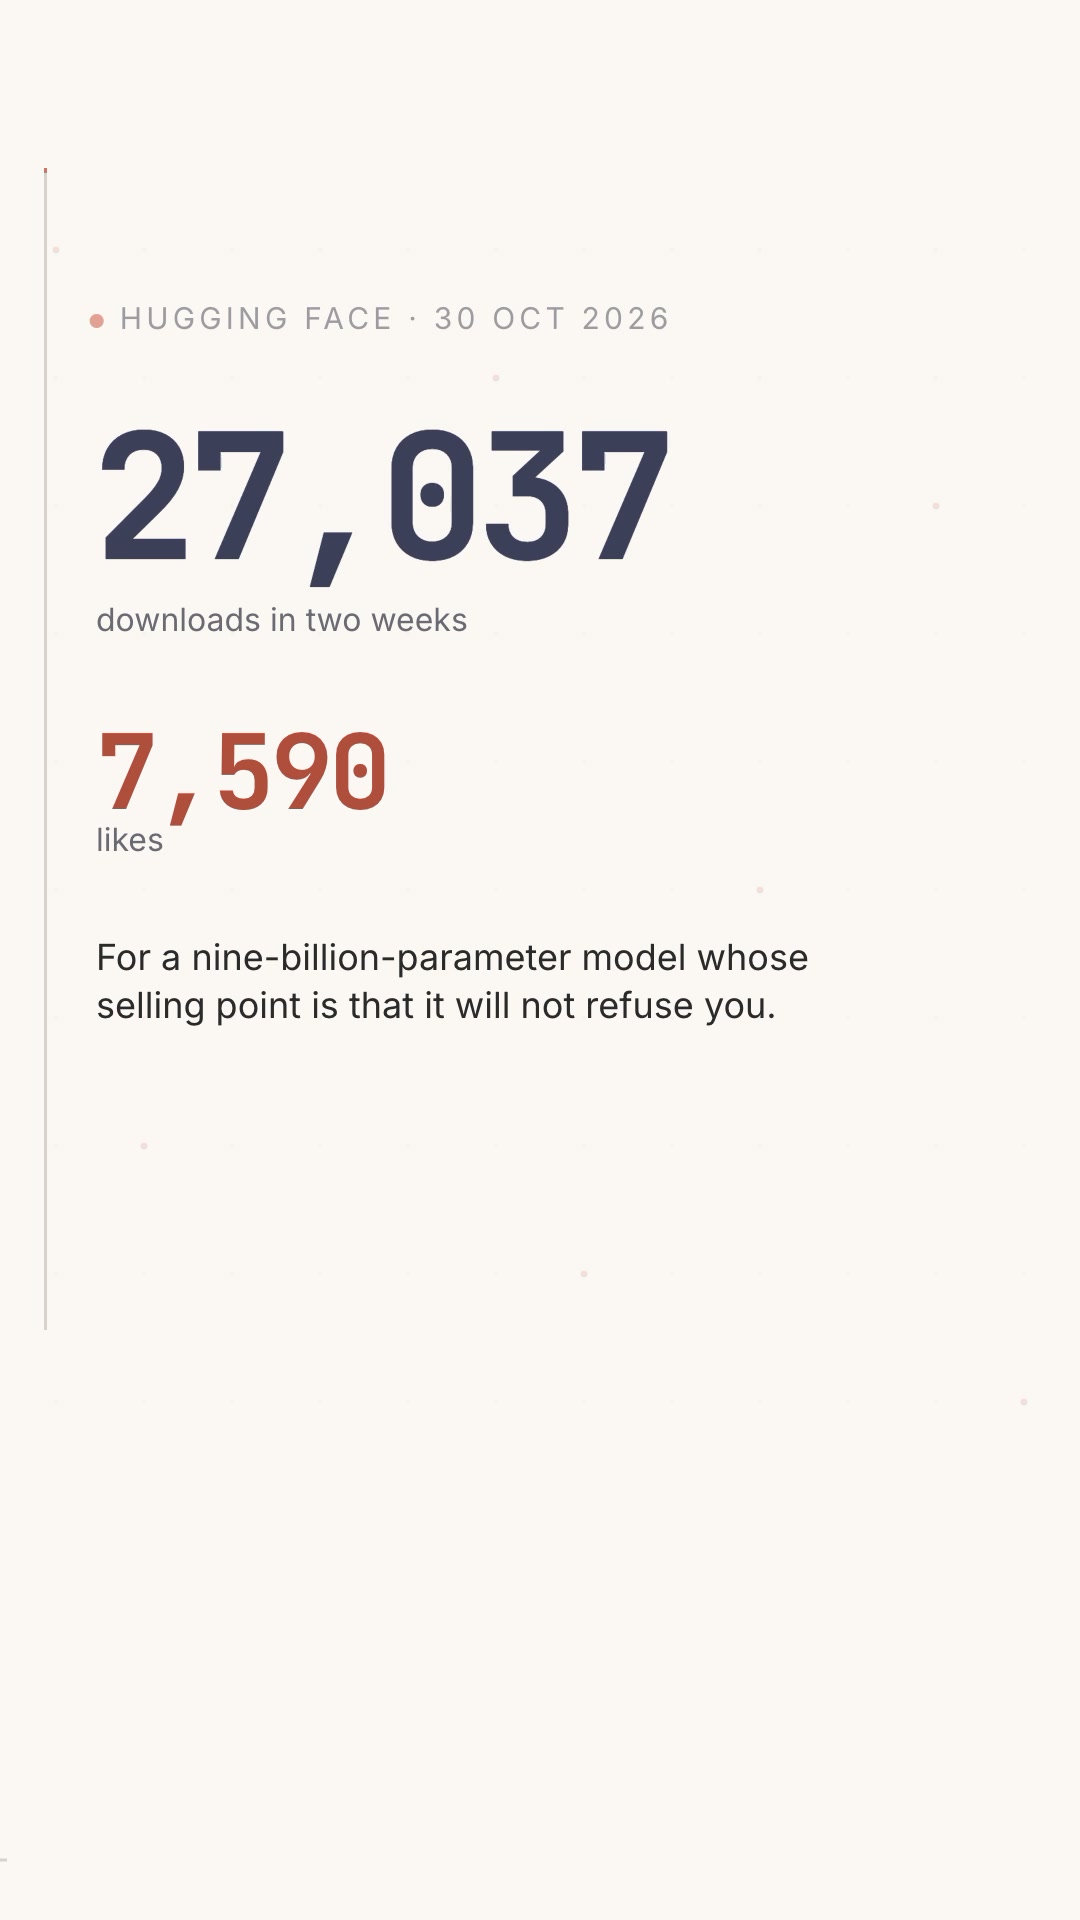 HUGGING FACE · 30 OCT 2026
27,037
downloads in two weeks
7,590
likes
For a nine-billion-parameter model whose
selling point is that it will not refuse you.